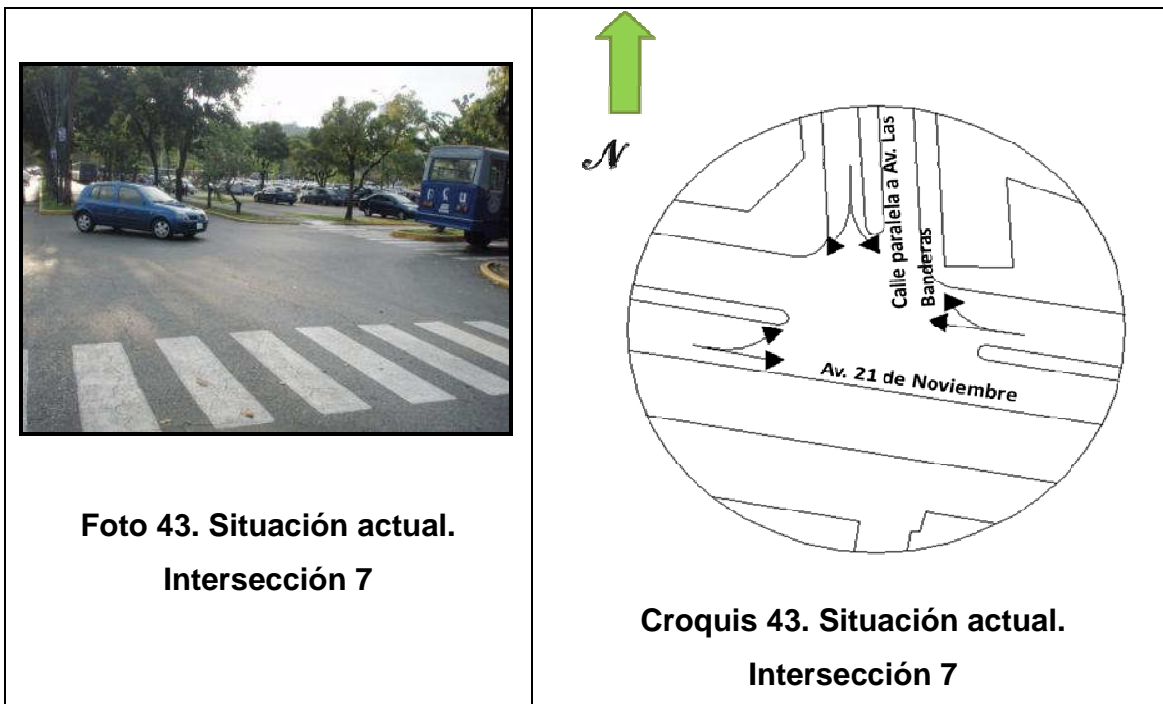 Foto 43. Situación actual.
Intersección 7
N
Calle paralela a Av. Las
Banderas
Av. 21 de Noviembre
Croquis 43. Situación actual.
Intersección 7